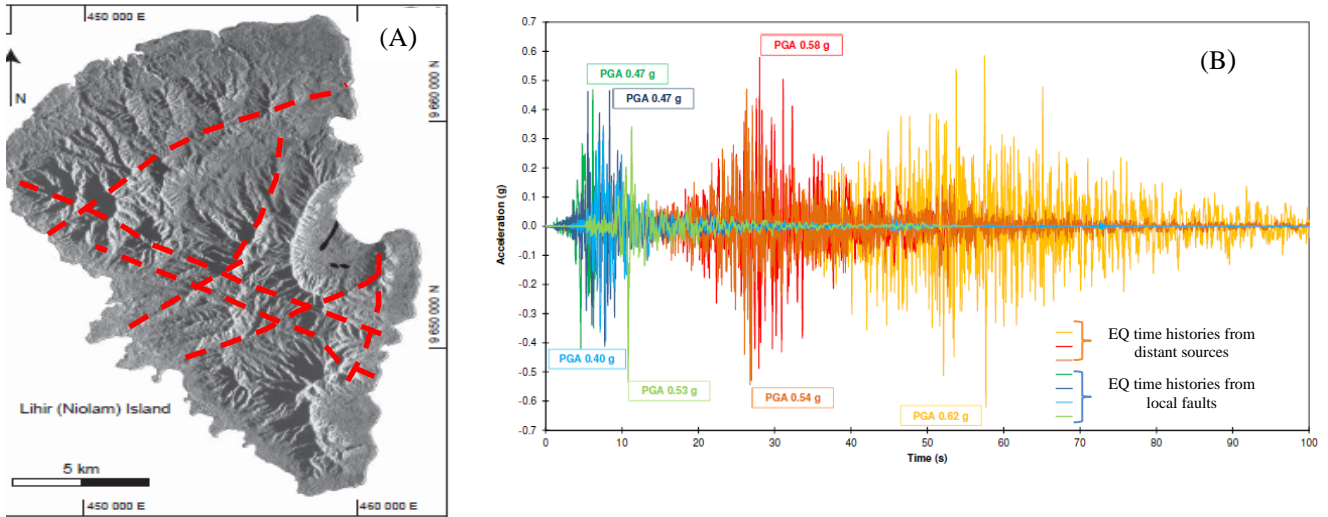 450 000 E
(A)
N
9 660 000 N
9 650 000 N
Lihir (Niolam) Island
5 km
450 000 E
460 000 E
(B)
Acceleration (g)
0.7
0.6
0.5
0.4
0.3
0.2
0.1
0.0
-0.1
-0.2
-0.3
-0.4
-0.5
-0.6
-0.7
PGA 0.58 g
PGA 0.47 g
PGA 0.47 g
PGA 0.40 g
PGA 0.53 g
PGA 0.54 g
PGA 0.62 g
EQ time histories from
distant sources
EQ time histories from
local faults
0 10 20 30 40 50 60 70 80 90 100
Time (s)